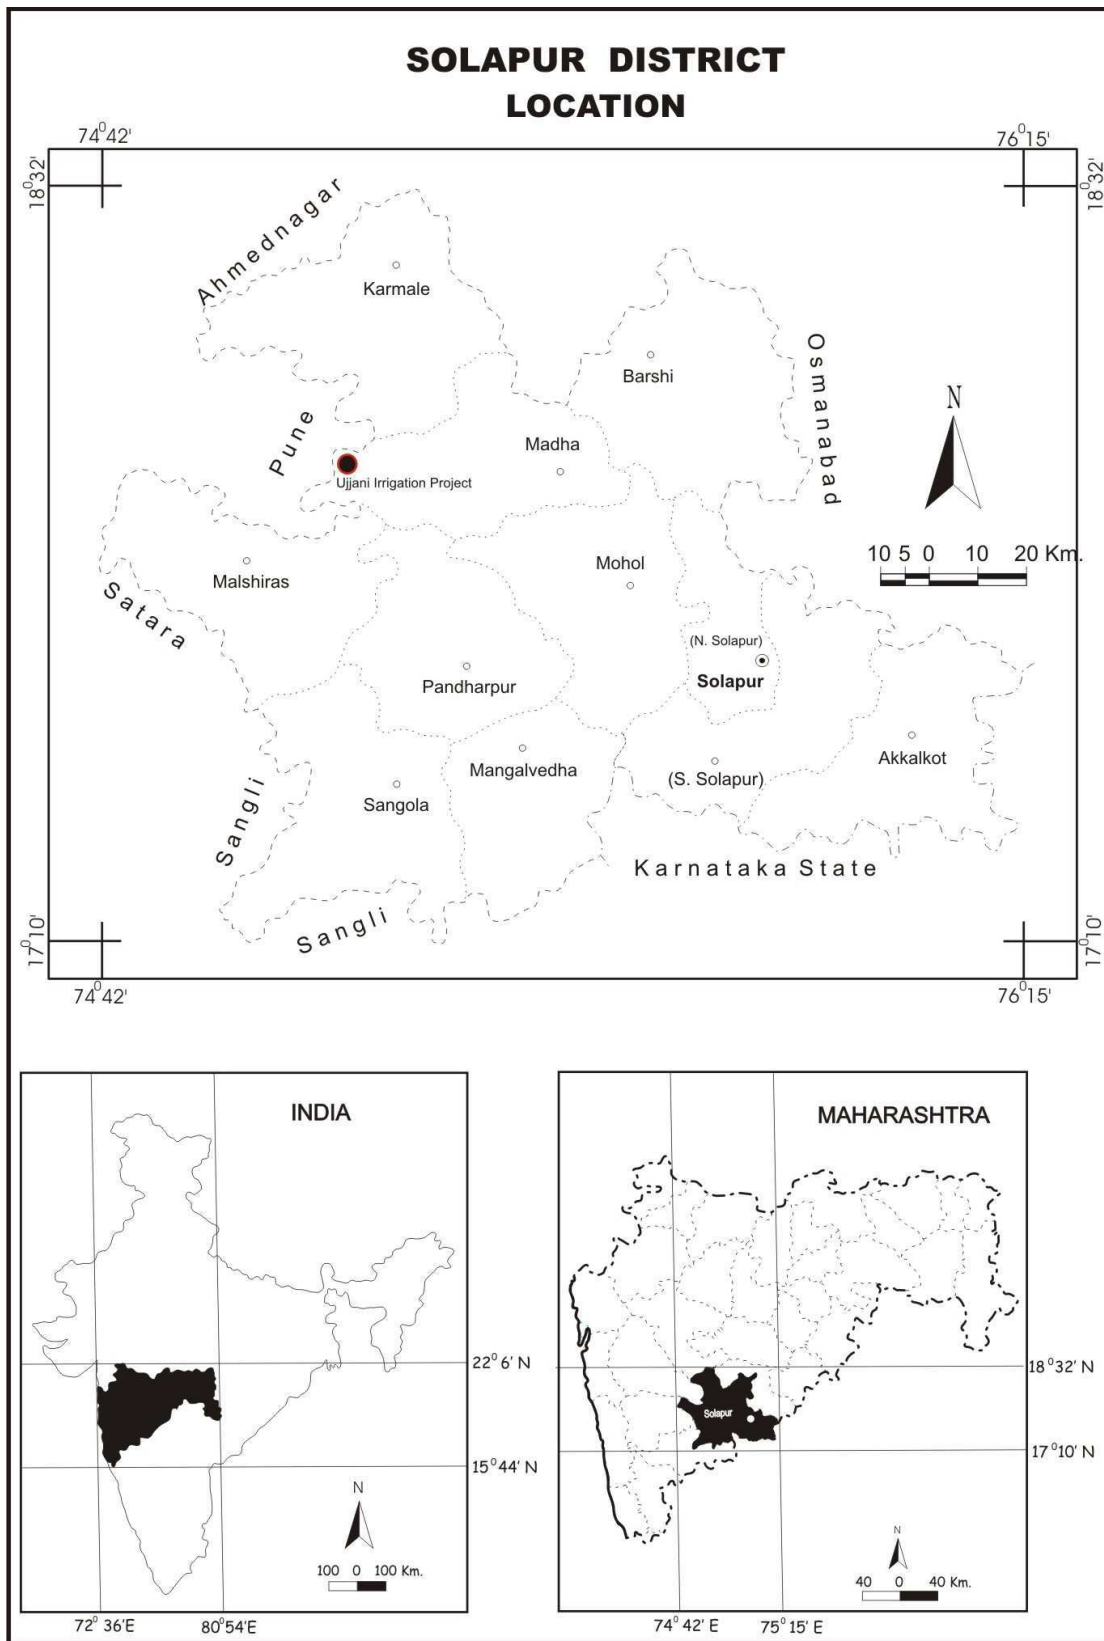 SOLAPUR DISTRICT
LOCATION
74°42'
76°15'
18°32'
18°32'
Ahmednagar
Karmale
Barshi
Osmanabad
N
Pune
Madha
Ujjani Irrigation Project
10 5 0 10 20 Km.
Malshiras
Mohol
Satara
(N. Solapur)
Solapur
Pandharpur
Akkalkot
Mangalvedha
(S. Solapur)
Sangola
Sangli
Karnataka State
Sangli
17°10'
17°10'
74°42'
76°15'
INDIA
22°6' N
15°44' N
N
100 0 100 Km.
72° 36'E
80°54'E
MAHARASHTRA
18°32' N
Solapur
17°10' N
N
40 0 40 Km.
74° 42' E
75°15'E